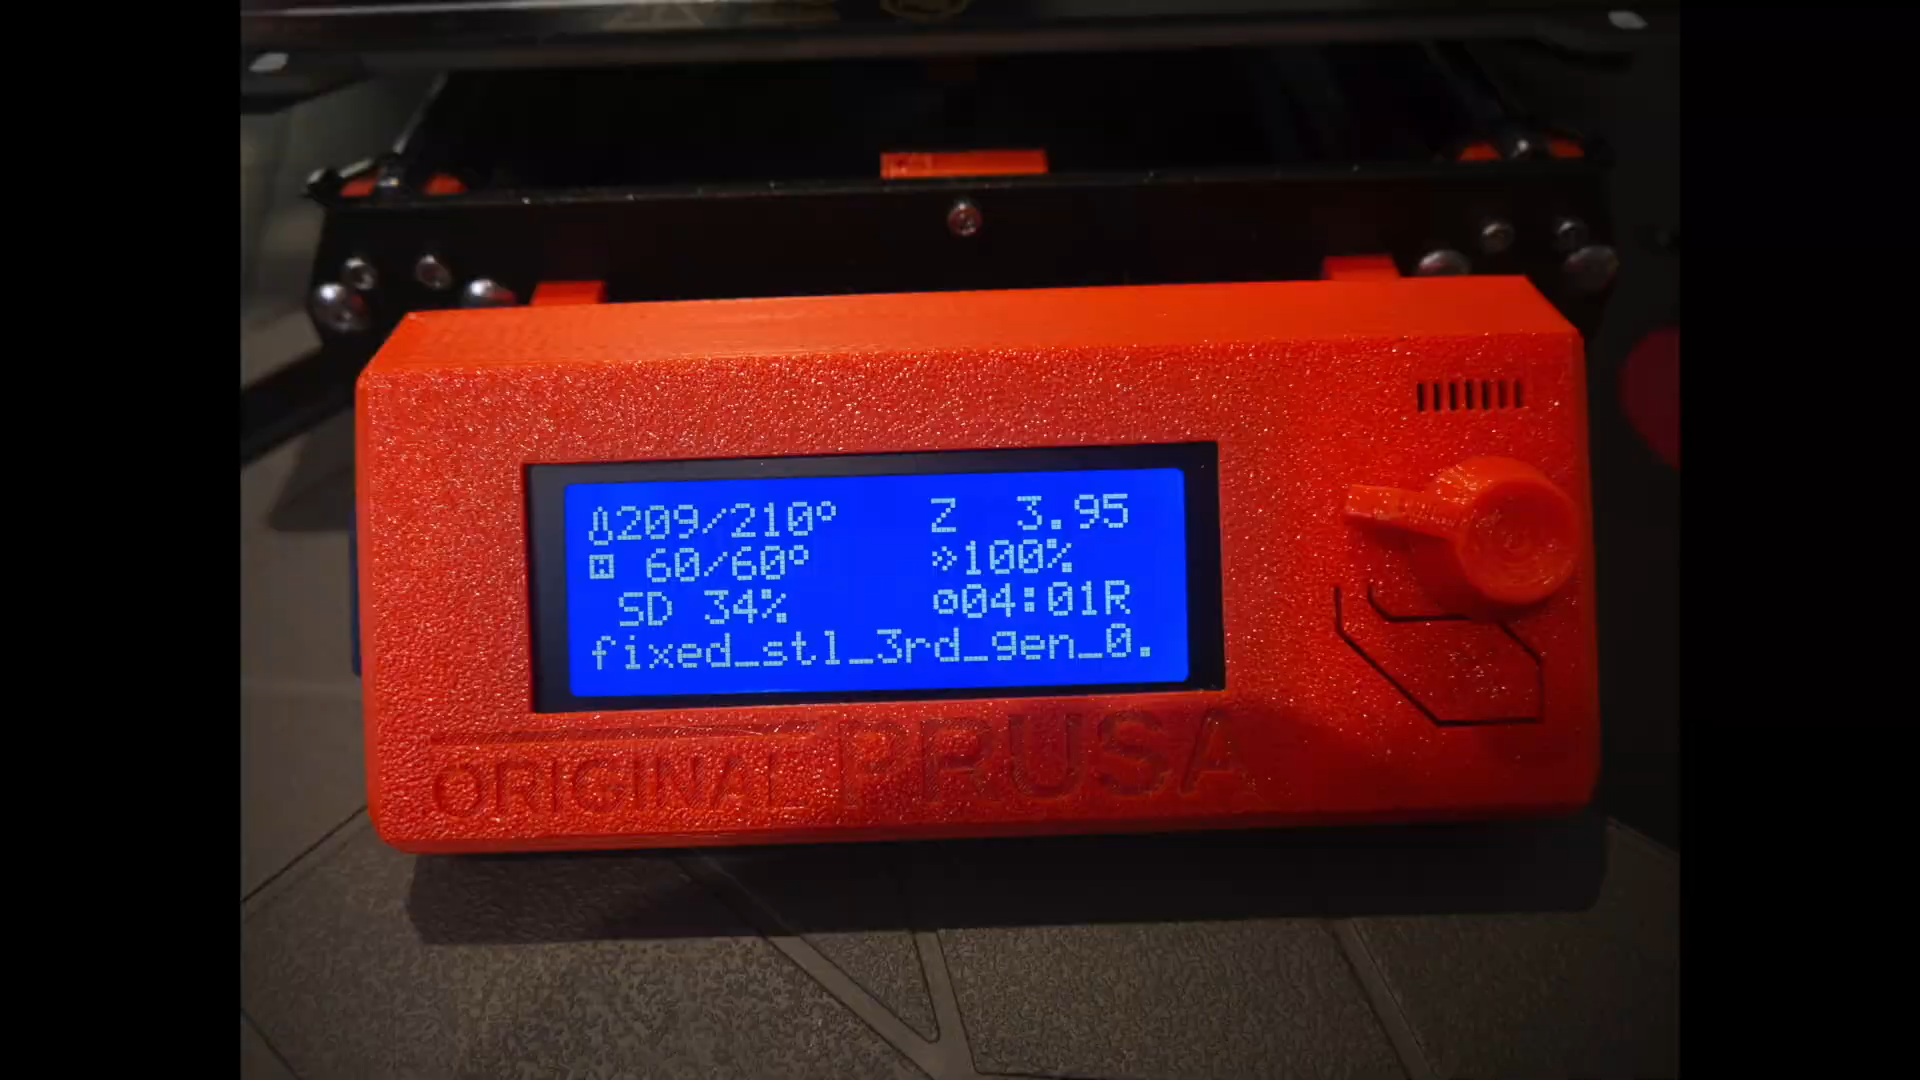 209/210° Z 3.95
60/60° 100%
SD 34% 04:01R
fixed_stl_3rd_gen_0.
ORIGINAL PRUSA